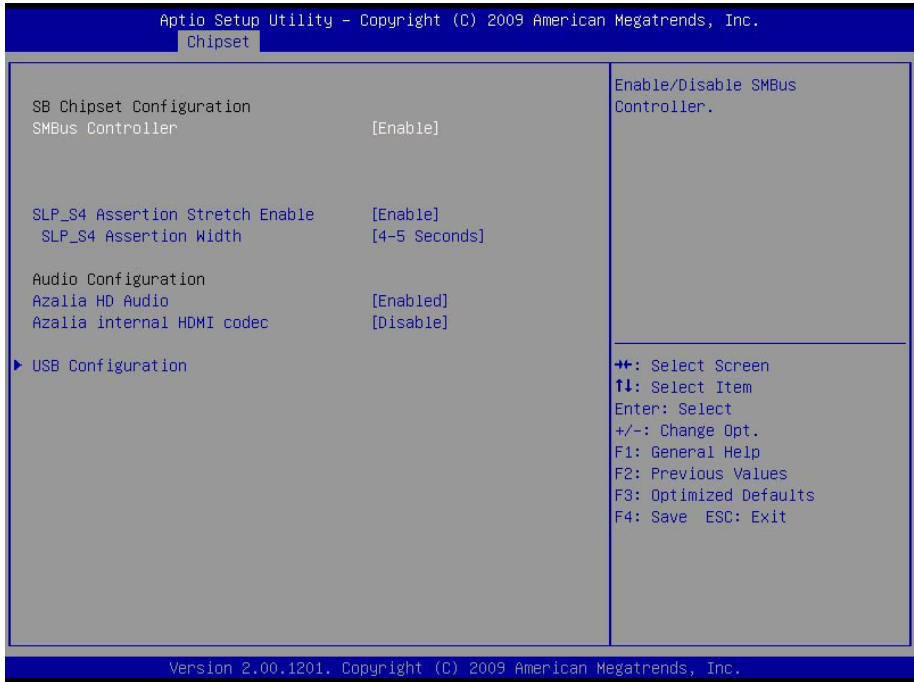 Aptio Setup Utility – Copyright (C) 2009 American Megatrends, Inc.
Chipset
SB Chipset Configuration
SMBus Controller [Enable]
SLP_S4 Assertion Stretch Enable [Enable]
SLP_S4 Assertion Width [4–5 Seconds]
Audio Configuration
Azalia HD Audio [Enabled]
Azalia internal HDMI codec [Disable]
USB Configuration
Enable/Disable SMBus
Controller.
→←: Select Screen
↑↓: Select Item
Enter: Select
+/–: Change Opt.
F1: General Help
F2: Previous Values
F3: Optimized Defaults
F4: Save ESC: Exit
Version 2.00.1201. Copyright (C) 2009 American Megatrends, Inc.